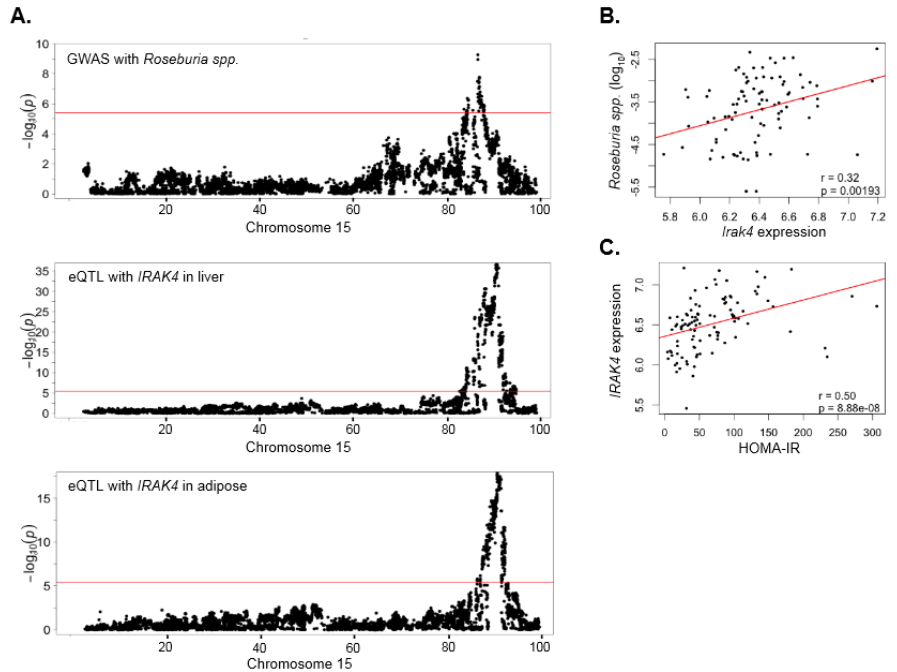 A.
GWAS with Roseburia spp.
−log₁₀(p)
10
8
6
4
2
0
20 40 60 80 100
Chromosome 15
eQTL with IRAK4 in liver
−log₁₀(p)
35
30
25
20
15
10
5
0
20 40 60 80 100
Chromosome 15
eQTL with IRAK4 in adipose
−log₁₀(p)
15
10
5
0
20 40 60 80 100
Chromosome 15
B.
Roseburia spp. (log₁₀)
-2.5
-3.5
-4.5
-5.5
r = 0.32
p = 0.00193
5.8 6.0 6.2 6.4 6.6 6.8 7.0 7.2
Irak4 expression
C.
IRAK4 expression
7.0
6.5
6.0
5.5
r = 0.50
p = 8.88e-08
0 50 100 150 200 250 300
HOMA-IR